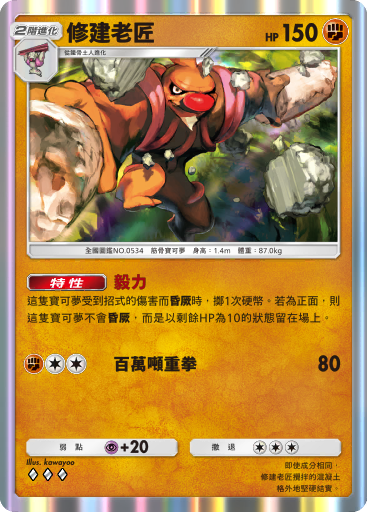 2階進化 修建老匠 HP 150
從鐵骨土人進化
全國圖鑑NO.0534 筋骨寶可夢 身高：1.4m 體重：87.0kg
特性 毅力
這隻寶可夢受到招式的傷害而昏厥時，擲1次硬幣。若為正面，則
這隻寶可夢不會昏厥，而是以剩餘HP為10的狀態留在場上。
百萬噸重拳 80
弱點 +20 撤退
Illus. kawayoo
即使成分相同，
修建老匠攪拌的混凝土
格外地堅硬結實。